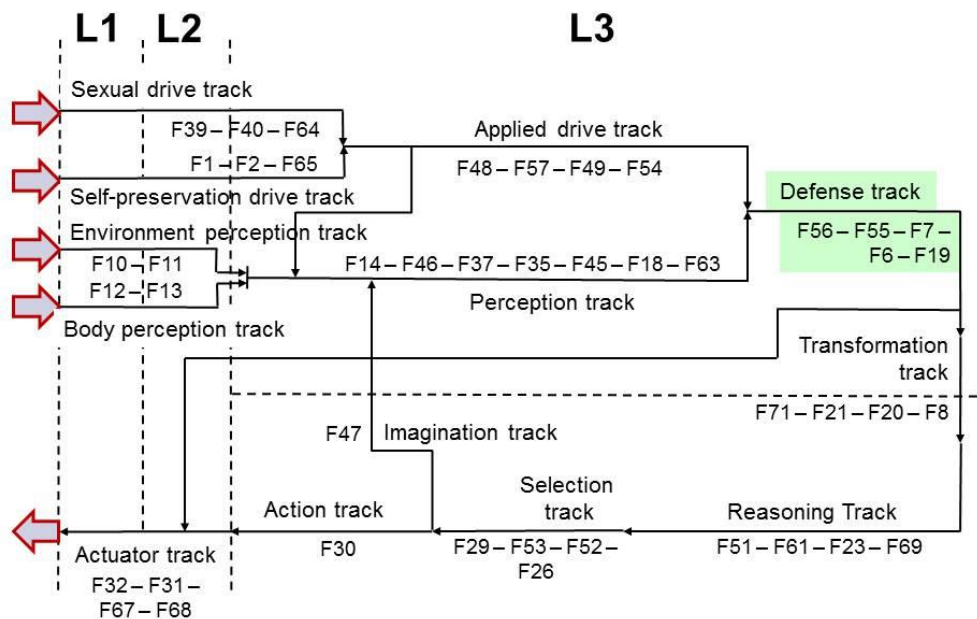 L1 L2 L3
Sexual drive track
F39 – F40 – F64
Applied drive track
F1 – F2 – F65
F48 – F57 – F49 – F54
Self-preservation drive track
Defense track
Environment perception track
F56 – F55 – F7 –
F6 – F19
F10 – F11
F14 – F46 – F37 – F35 – F45 – F18 – F63
F12 – F13
Perception track
Body perception track
Transformation
track
F71 – F21 – F20 – F8
F47
Imagination track
Selection
track
Action track
Reasoning Track
F30
F29 – F53 – F52 –
F26
F51 – F61 – F23 – F69
Actuator track
F32 – F31 –
F67 – F68